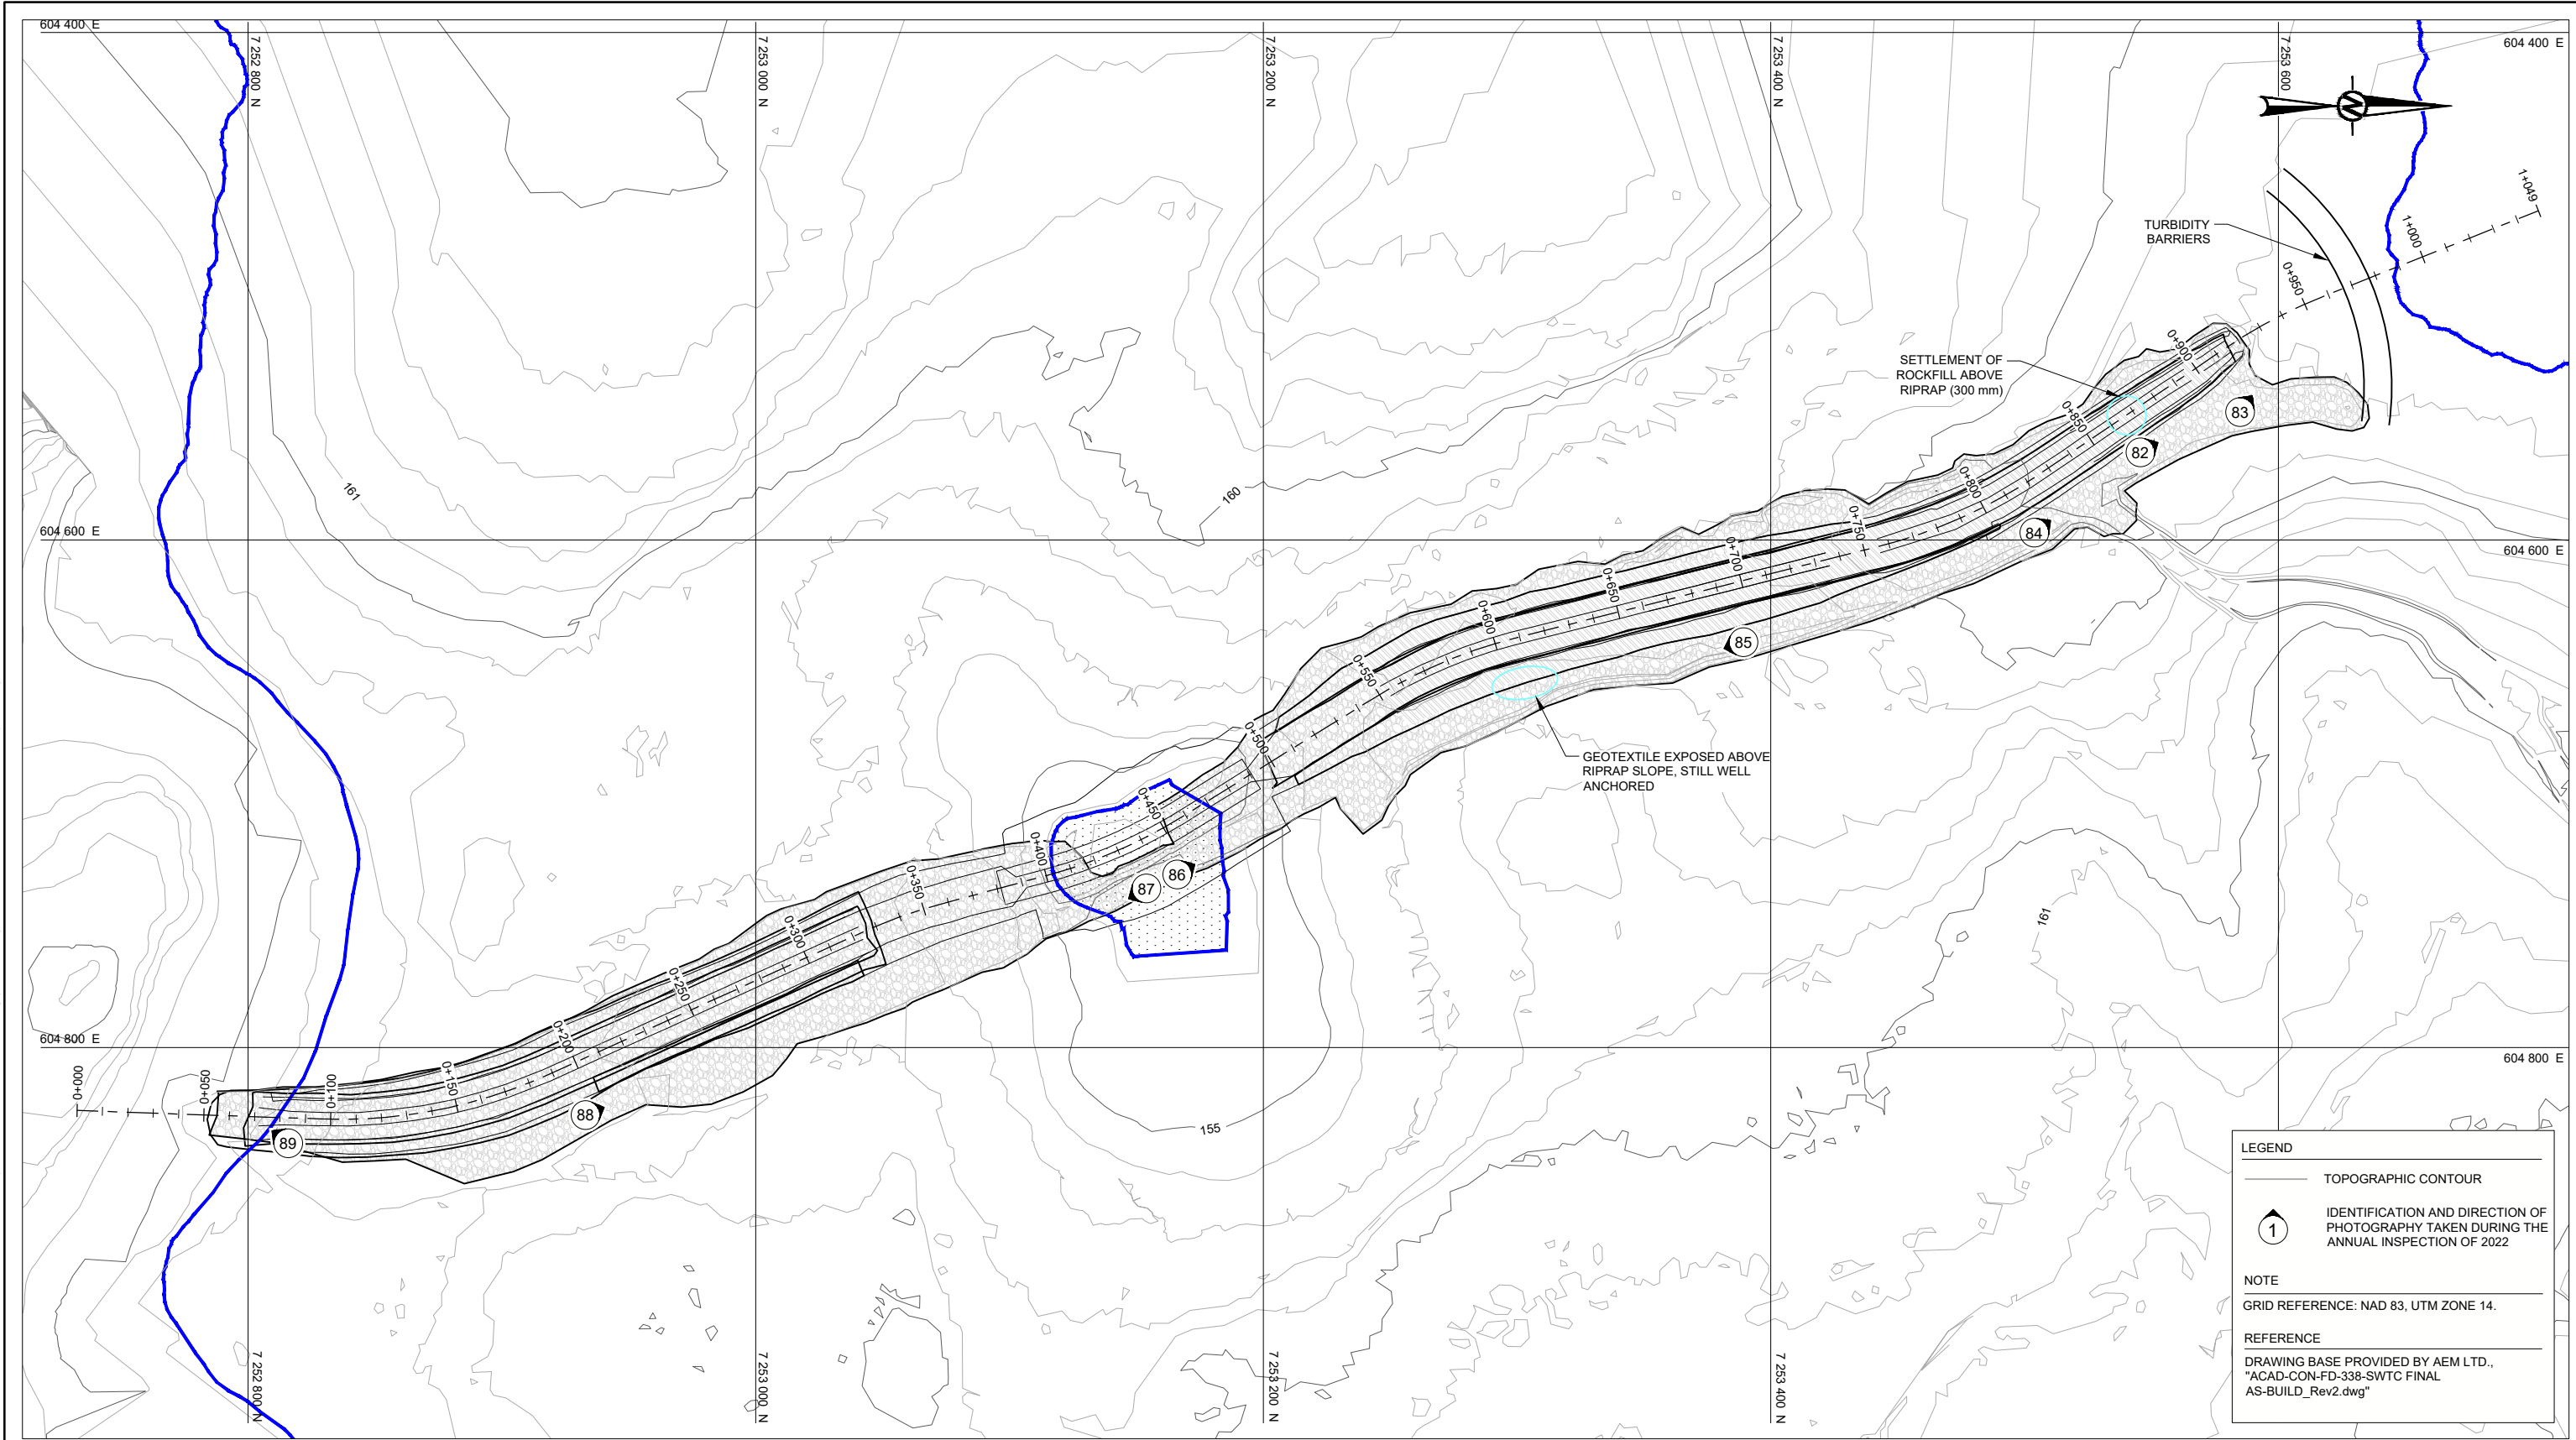 604 400 E
7 252 800 N
7 253 000 N
7 253 200 N
7 253 400 N
7 253 600
604 400 E
N
1+049
1+000
0+950
TURBIDITY
BARRIERS
SETTLEMENT OF
ROCKFILL ABOVE
RIPRAP (300 mm)
0+900
0+850
0+800
0+750
0+700
0+650
0+600
0+550
0+500
0+450
0+400
0+350
0+300
0+250
0+200
0+150
0+100
0+050
0+000
83
82
84
85
86
87
88
89
161
160
161
155
604 600 E
604 600 E
GEOTEXTILE EXPOSED ABOVE
RIPRAP SLOPE, STILL WELL
ANCHORED
604 800 E
604 800 E
7 252 800 N
7 253 000 N
7 253 200 N
7 253 400 N
LEGEND
TOPOGRAPHIC CONTOUR
1
IDENTIFICATION AND DIRECTION OF
PHOTOGRAPHY TAKEN DURING THE
ANNUAL INSPECTION OF 2022
NOTE
GRID REFERENCE: NAD 83, UTM ZONE 14.
REFERENCE
DRAWING BASE PROVIDED BY AEM LTD.,
"ACAD-CON-FD-338-SWTC FINAL
AS-BUILD_Rev2.dwg"